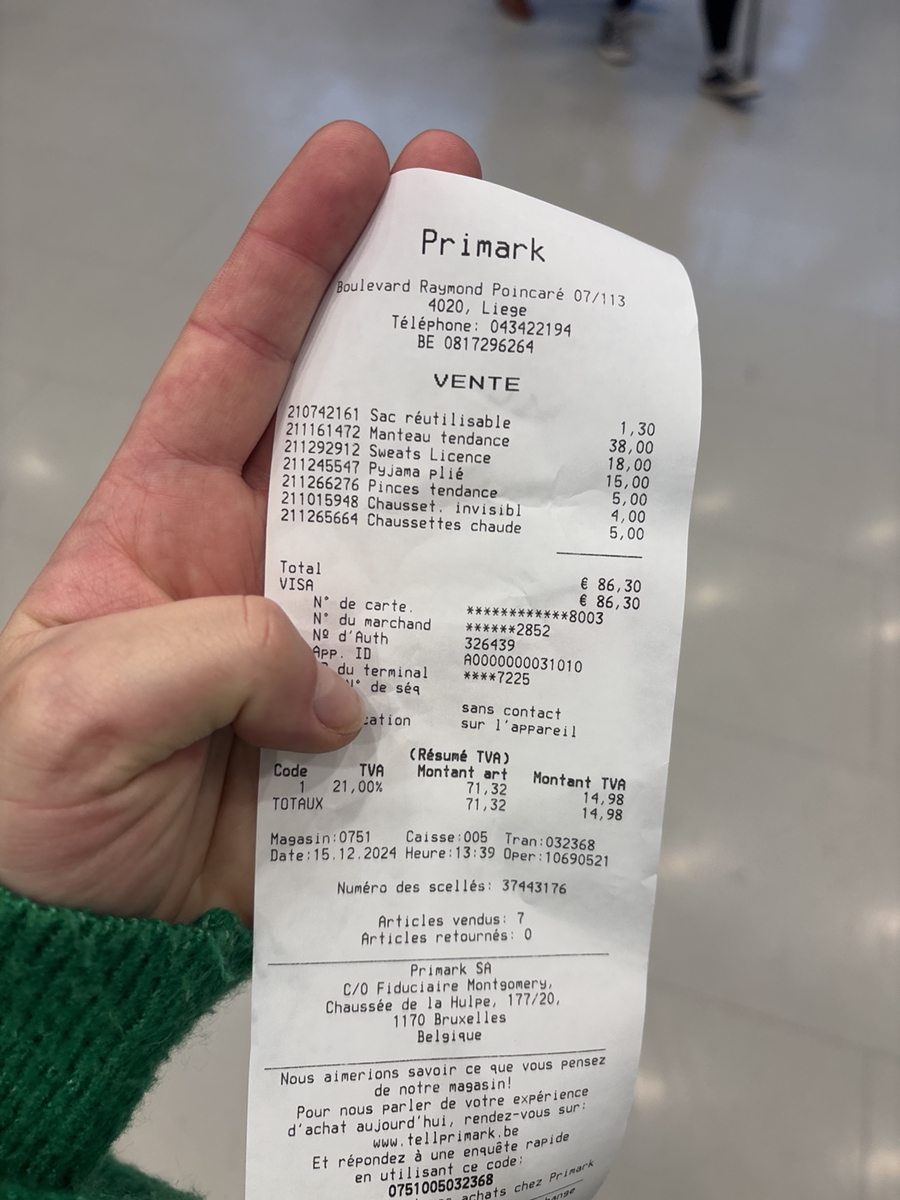 Primark
Boulevard Raymond Poincaré 07/113
4020, Liege
Téléphone: 043422194
BE 0817296264
VENTE
210742161 Sac réutilisable 1,30
211161472 Manteau tendance 38,00
211292912 Sweats Licence 18,00
211245547 Pyjama plié 15,00
211266276 Pinces tendance 5,00
211015948 Chausset. invisibl 4,00
211265664 Chaussettes chaude 5,00
Total € 86,30
VISA € 86,30
N° de carte. ************8003
N° du marchand ******2852
Nº d'Auth 326439
App. ID A0000000031010
du terminal ****7225
N° de séq
sans contact
cation sur l'appareil
(Résumé TVA)
Code TVA Montant art Montant TVA
1 21,00% 71,32 14,98
TOTAUX 71,32 14,98
Magasin:0751 Caisse:005 Tran:032368
Date:15.12.2024 Heure:13:39 Oper:10690521
Numéro des scellés: 37443176
Articles vendus: 7
Articles retournés: 0
Primark SA
C/O Fiduciaire Montgomery,
Chaussée de la Hulpe, 177/20,
1170 Bruxelles
Belgique
Nous aimerions savoir ce que vous pensez
de notre magasin!
Pour nous parler de votre expérience
d'achat aujourd'hui, rendez-vous sur:
www.tellprimark.be
Et répondez à une enquête rapide
en utilisant ce code:
0751005032368
achats chez Primark